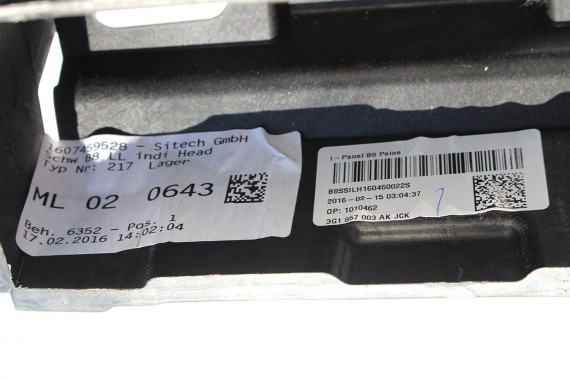 1607459528 - Sitech GmbH
chw B8 LL indi Head
Typ Nr: 217 Lager
ML 02 0643
Beh. 6352 - Pos. 1
17.02.2016 14:02:04
I-Panel B8 Peine
B8SSILH160460022S
2016-02-15 03:04:37
OP: 1010462
3G1 857 003 AK JCK